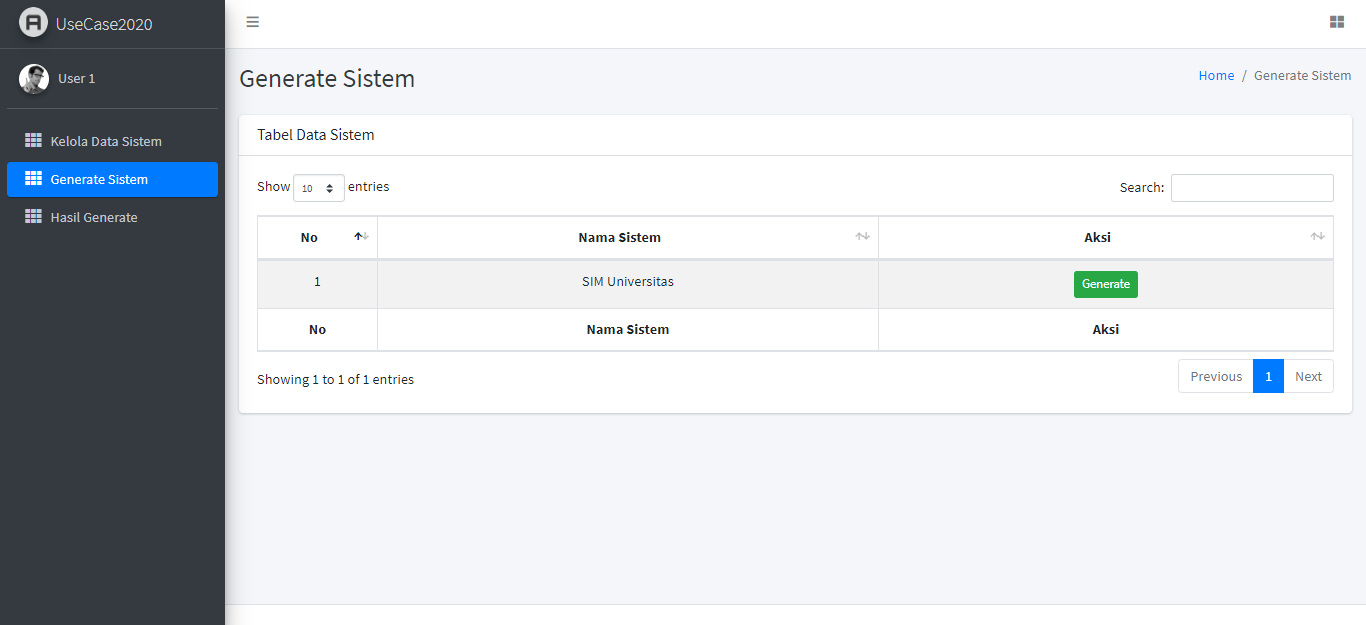 UseCase2020
User 1
Kelola Data Sistem
Generate Sistem
Hasil Generate
Generate Sistem
Home / Generate Sistem
Tabel Data Sistem
Show 10 entries
Search:
No Nama Sistem Aksi
1 SIM Universitas Generate
No Nama Sistem Aksi
Showing 1 to 1 of 1 entries
Previous 1 Next